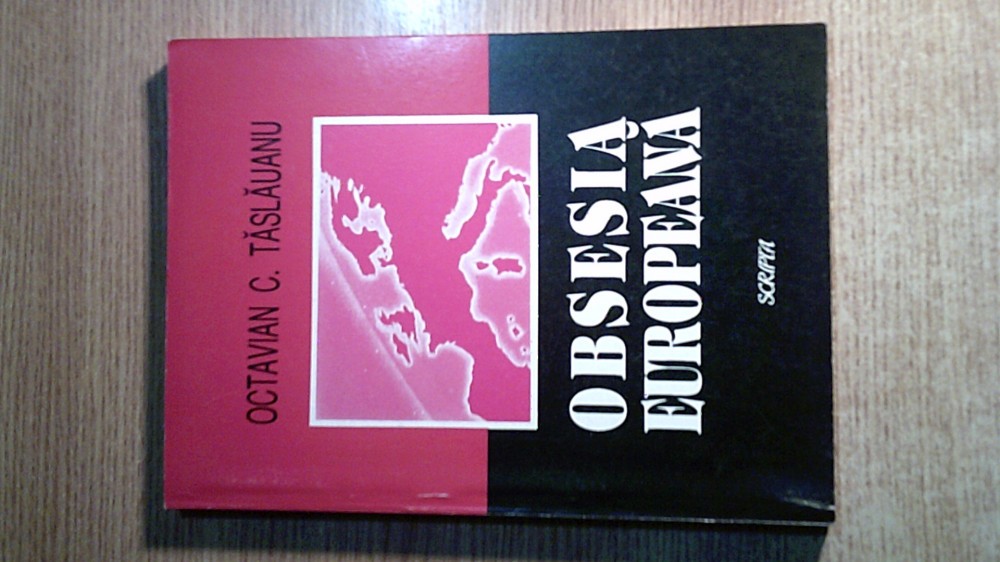 OCTAVIAN C. TĂSLĂUANU
OBSESIA
EUROPEANĂ
SCRIPTA